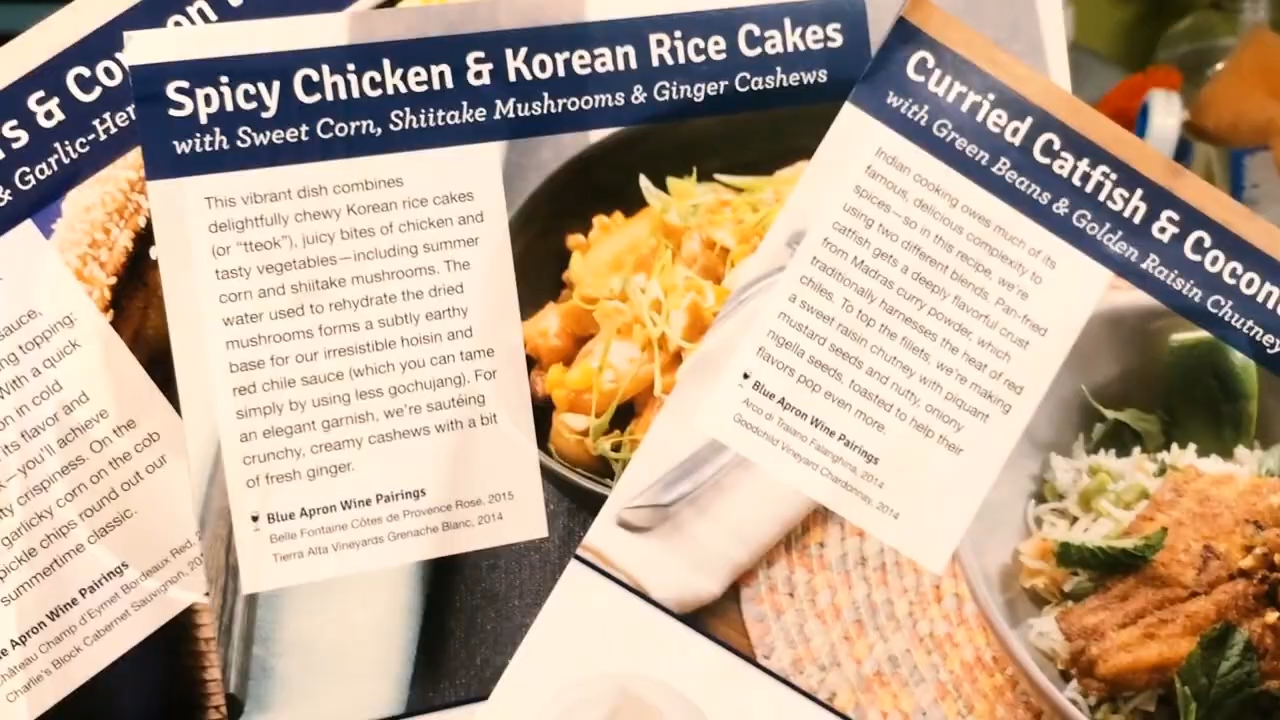 s & Co
& Garlic-Her
sauce,
ng topping:
With a quick
on in cold
its flavor and
k—you'll achieve
ty crispiness. On the
garlicky corn on the cob
pickle chips round out our
summertime classic.
e Apron Wine Pairings
Château Champ d'Eymet Bordeaux Red, 2
Charlie's Block Cabernet Sauvignon, 20
Spicy Chicken & Korean Rice Cakes
with Sweet Corn, Shiitake Mushrooms & Ginger Cashews
This vibrant dish combines
delightfully chewy Korean rice cakes
(or “tteok”), juicy bites of chicken and
tasty vegetables—including summer
corn and shiitake mushrooms. The
water used to rehydrate the dried
mushrooms forms a subtly earthy
base for our irresistible hoisin and
red chile sauce (which you can tame
simply by using less gochujang). For
an elegant garnish, we're sautéing
crunchy, creamy cashews with a bit
of fresh ginger.
Blue Apron Wine Pairings
Belle Fontaine Côtes de Provence Rosé, 2015
Tierra Alta Vineyards Grenache Blanc, 2014
Curried Catfish & Cocon
with Green Beans & Golden Raisin Chutney
Indian cooking owes much of its
famous, delicious complexity to
spices—so in this recipe, we're
using two different blends. Pan-fried
catfish gets a deeply flavorful crust
from Madras curry powder, which
traditionally harnesses the heat of red
chiles. To top the fillets, we're making
a sweet raisin chutney with piquant
mustard seeds and nutty, oniony
nigella seeds, toasted to help their
flavors pop even more.
Blue Apron Wine Pairings
Arco di Traiano Falanghina, 2014
Goodchild Vineyard Chardonnay, 2014